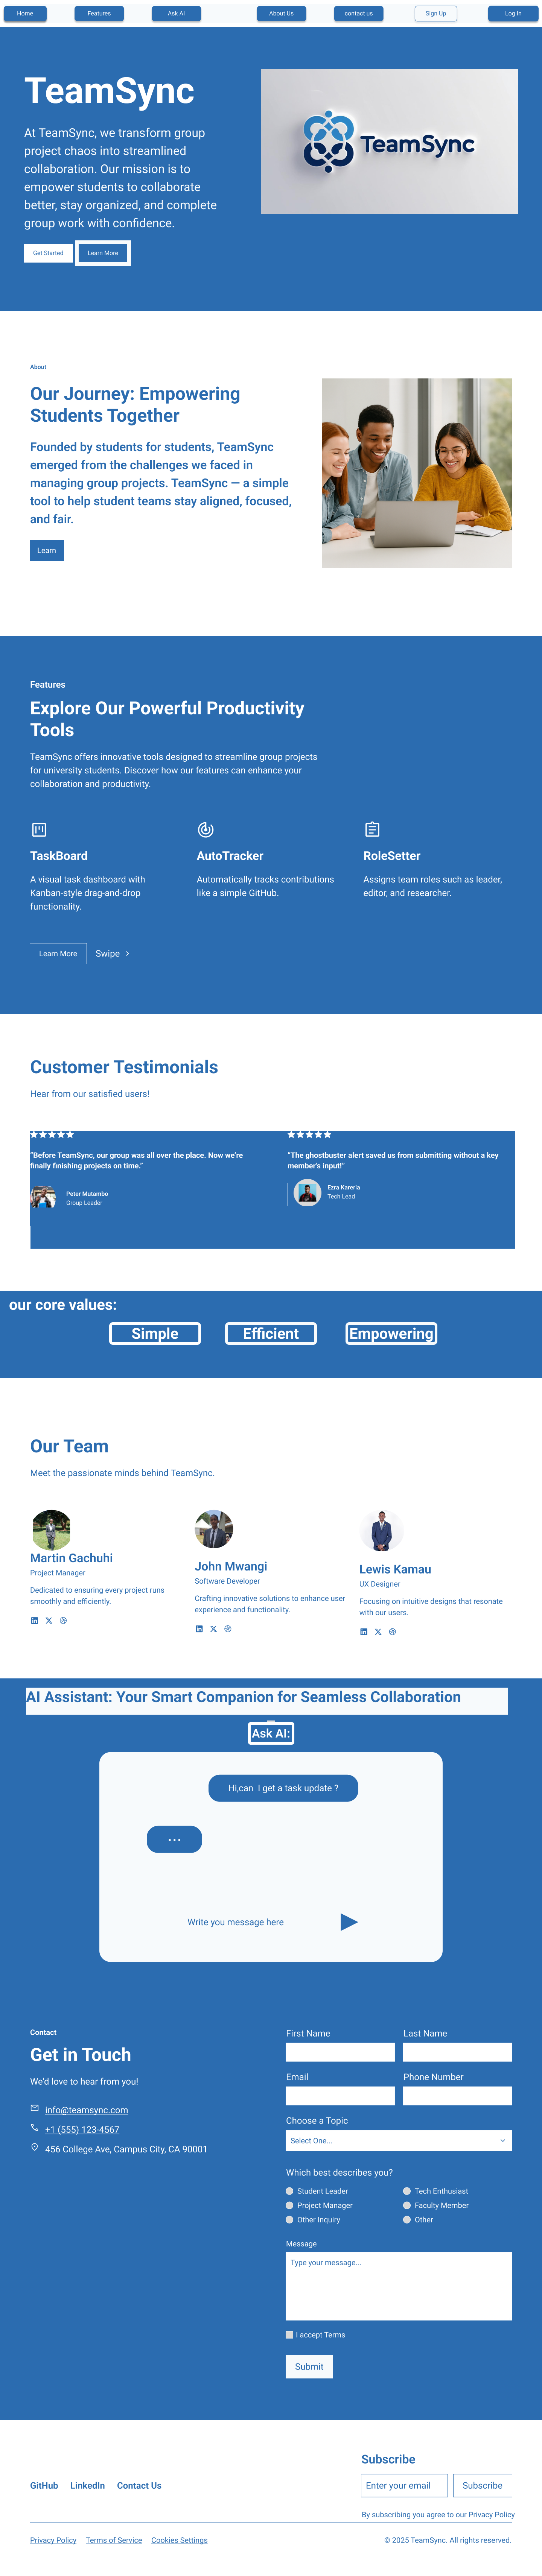 Home
Features
Ask AI
About Us
contact us
Sign Up
Log In
TeamSync
At TeamSync, we transform group
project chaos into streamlined
collaboration. Our mission is to
empower students to collaborate
better, stay organized, and complete
group work with confidence.
Get Started
Learn More
TeamSync
About
Our Journey: Empowering
Students Together
Founded by students for students, TeamSync
emerged from the challenges we faced in
managing group projects. TeamSync — a simple
tool to help student teams stay aligned, focused,
and fair.
Learn
Features
Explore Our Powerful Productivity
Tools
TeamSync offers innovative tools designed to streamline group projects
for university students. Discover how our features can enhance your
collaboration and productivity.
TaskBoard
A visual task dashboard with
Kanban-style drag-and-drop
functionality.
AutoTracker
Automatically tracks contributions
like a simple GitHub.
RoleSetter
Assigns team roles such as leader,
editor, and researcher.
Learn More
Swipe
Customer Testimonials
Hear from our satisfied users!
"Before TeamSync, our group was all over the place. Now we're
finally finishing projects on time."
Peter Mutambo
Group Leader
"The ghostbuster alert saved us from submitting without a key
member's input!"
Ezra Kareria
Tech Lead
our core values:
Simple
Efficient
Empowering
Our Team
Meet the passionate minds behind TeamSync.
Martin Gachuhi
Project Manager
Dedicated to ensuring every project runs
smoothly and efficiently.
John Mwangi
Software Developer
Crafting innovative solutions to enhance user
experience and functionality.
Lewis Kamau
UX Designer
Focusing on intuitive designs that resonate
with our users.
AI Assistant: Your Smart Companion for Seamless Collaboration
Ask AI:
Hi,can I get a task update ?
...
Write you message here
Contact
Get in Touch
We'd love to hear from you!
info@teamsync.com
+1 (555) 123-4567
456 College Ave, Campus City, CA 90001
First Name
Last Name
Email
Phone Number
Choose a Topic
Select One...
Which best describes you?
Student Leader
Tech Enthusiast
Project Manager
Faculty Member
Other Inquiry
Other
Message
Type your message...
I accept Terms
Submit
GitHub
LinkedIn
Contact Us
Subscribe
Enter your email
Subscribe
By subscribing you agree to our Privacy Policy
Privacy Policy
Terms of Service
Cookies Settings
© 2025 TeamSync. All rights reserved.